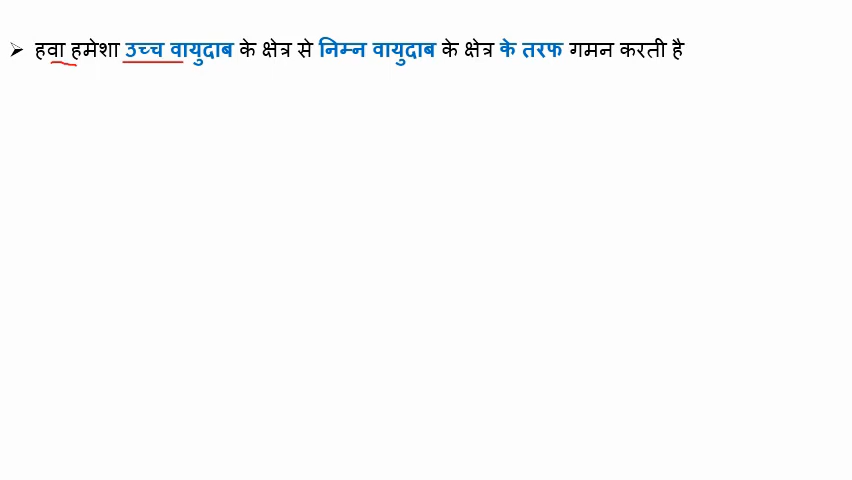 ➢ हवा हमेशा उच्च वायुदाब के क्षेत्र से निम्न वायुदाब के क्षेत्र के तरफ गमन करती है